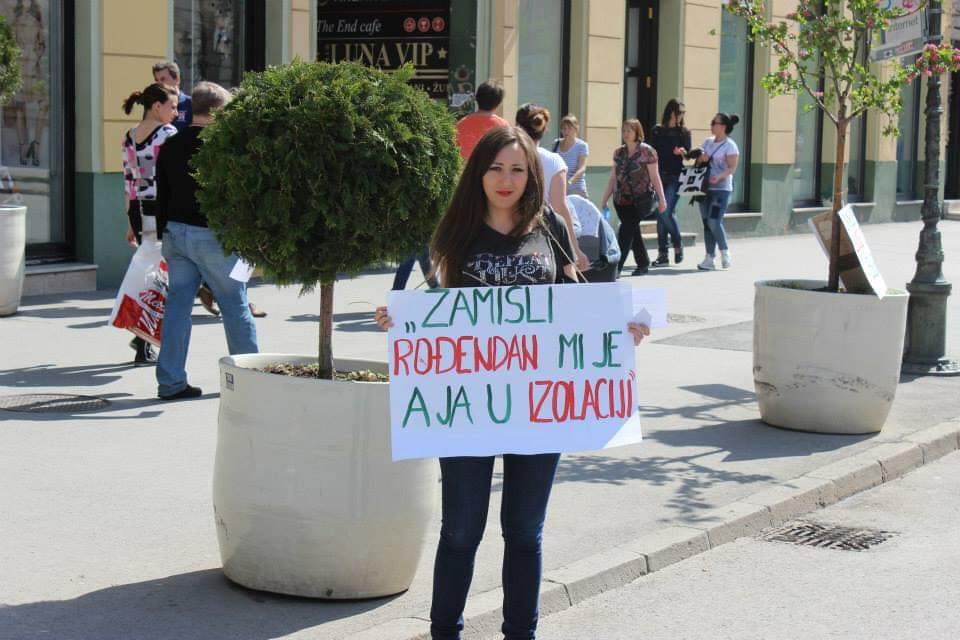 The End cafe
LUNA VIP
„ZAMISLI
ROĐENDAN MI JE
A JA U IZOLACIJI"